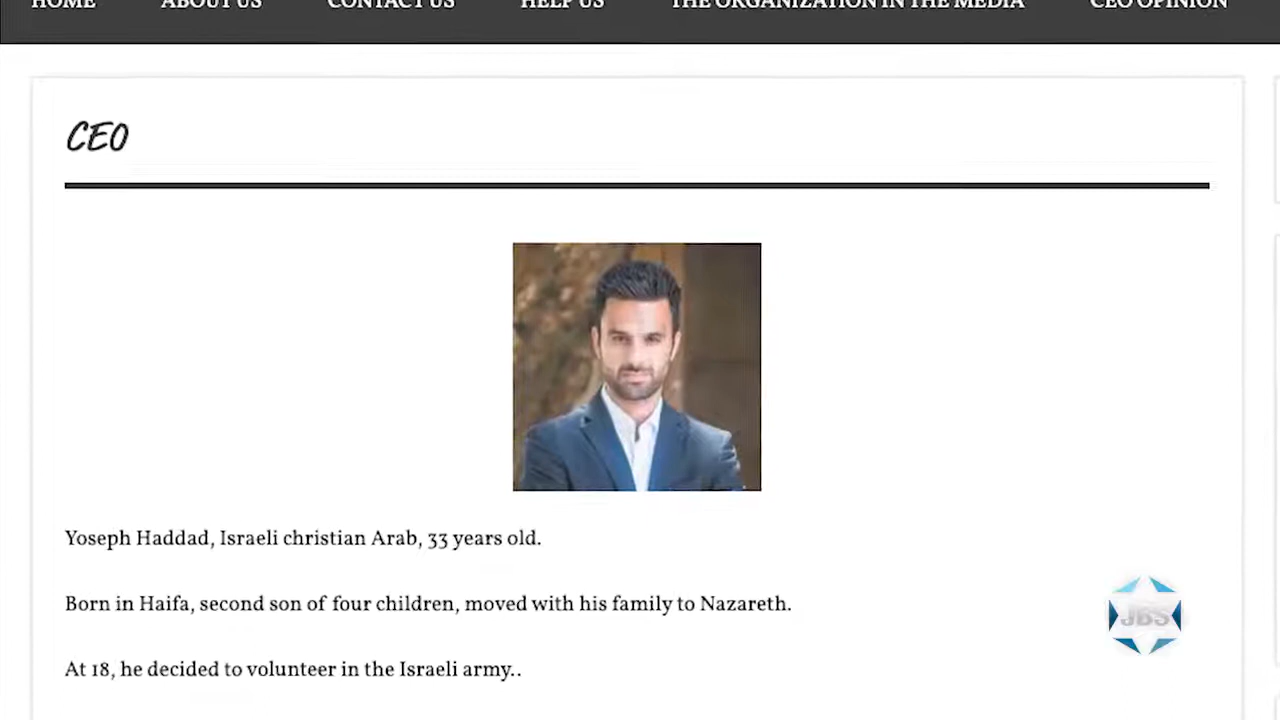 HOME ABOUT US CONTACT US HELP US THE ORGANIZATION IN THE MEDIA CEO OPINION
CEO
Yoseph Haddad, Israeli christian Arab, 33 years old.
Born in Haifa, second son of four children, moved with his family to Nazareth.
At 18, he decided to volunteer in the Israeli army..
JBS